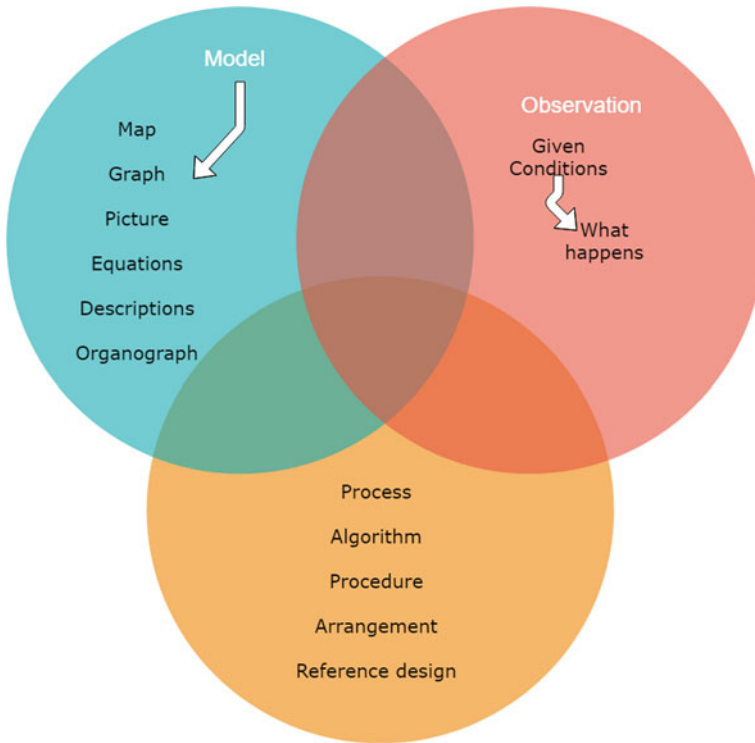 Model
Map
Graph
Picture
Equations
Descriptions
Organograph
Observation
Given
Conditions
What
happens
Process
Algorithm
Procedure
Arrangement
Reference design